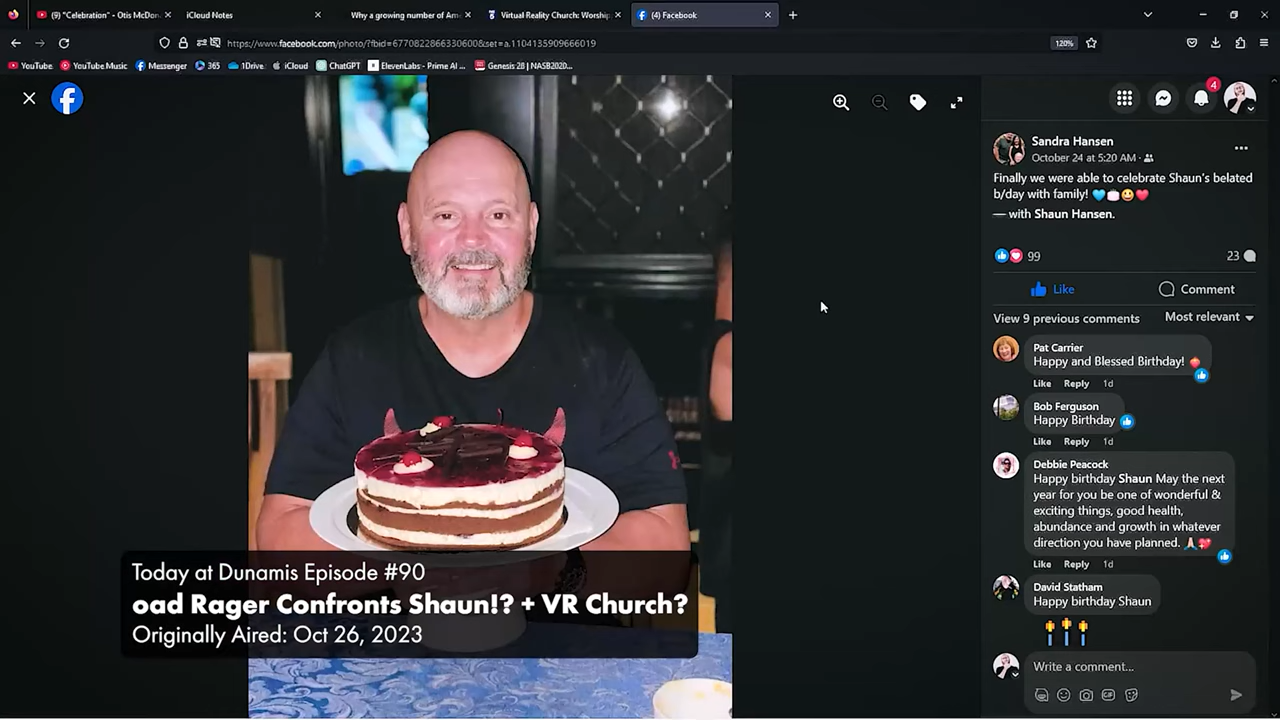 (9) "Celebration" - Otis McDon
iCloud Notes
Why a growing number of Ame
Virtual Reality Church: Worship
(4) Facebook
https://www.facebook.com/photo/?fbid=6770822866330600&set=a.1104135909666019
120%
YouTube
YouTube Music
Messenger
365
1Drive
iCloud
ChatGPT
ElevenLabs - Prime AI ...
Genesis 28 | NASB2020...
4
Sandra Hansen
October 24 at 5:20 AM ·
Finally we were able to celebrate Shaun's belated
b/day with family! 🩵🍰😃❤️
— with Shaun Hansen.
99
23
Like
Comment
View 9 previous comments
Most relevant
Pat Carrier
Happy and Blessed Birthday!
Like Reply 1d
Bob Ferguson
Happy Birthday
Like Reply 1d
Debbie Peacock
Happy birthday Shaun May the next
year for you be one of wonderful &
exciting things, good health,
abundance and growth in whatever
direction you have planned. 🙏💖
Like Reply 1d
David Statham
Happy birthday Shaun
Write a comment...
Today at Dunamis Episode #90
oad Rager Confronts Shaun!? + VR Church?
Originally Aired: Oct 26, 2023